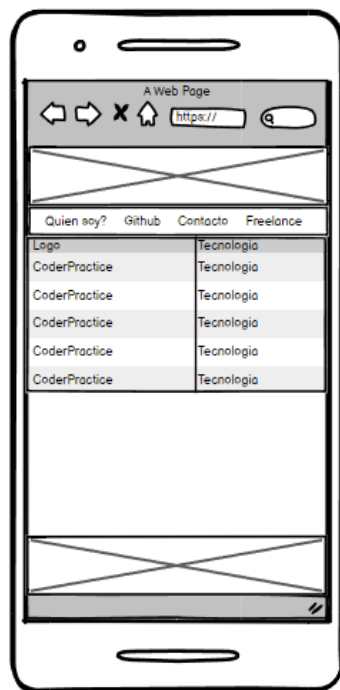 A Web Page
https://
Quien soy? Github Contacto Freelance
Logo Tecnologia
CoderPractice Tecnologia
CoderPractice Tecnologia
CoderPractice Tecnologia
CoderPractice Tecnologia
CoderPractice Tecnologia